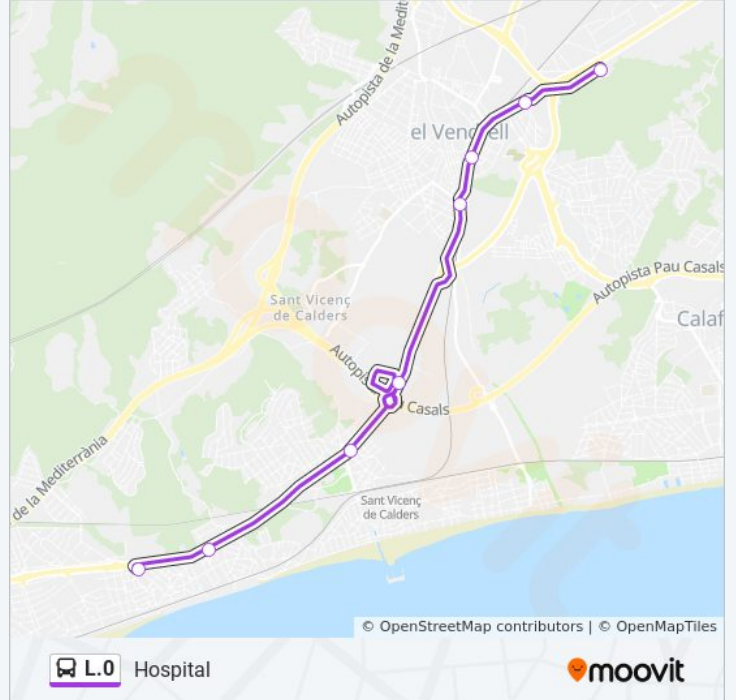 Autopista de la Medit
el Vendrell
Autopista Pau Casals
Sant Vicenç
de Calders
Calaf
Autopis
Casals
de la Mediterrània
Sant Vicenç
de Calders
© OpenStreetMap contributors | © OpenMapTiles
L.0 Hospital
moovit